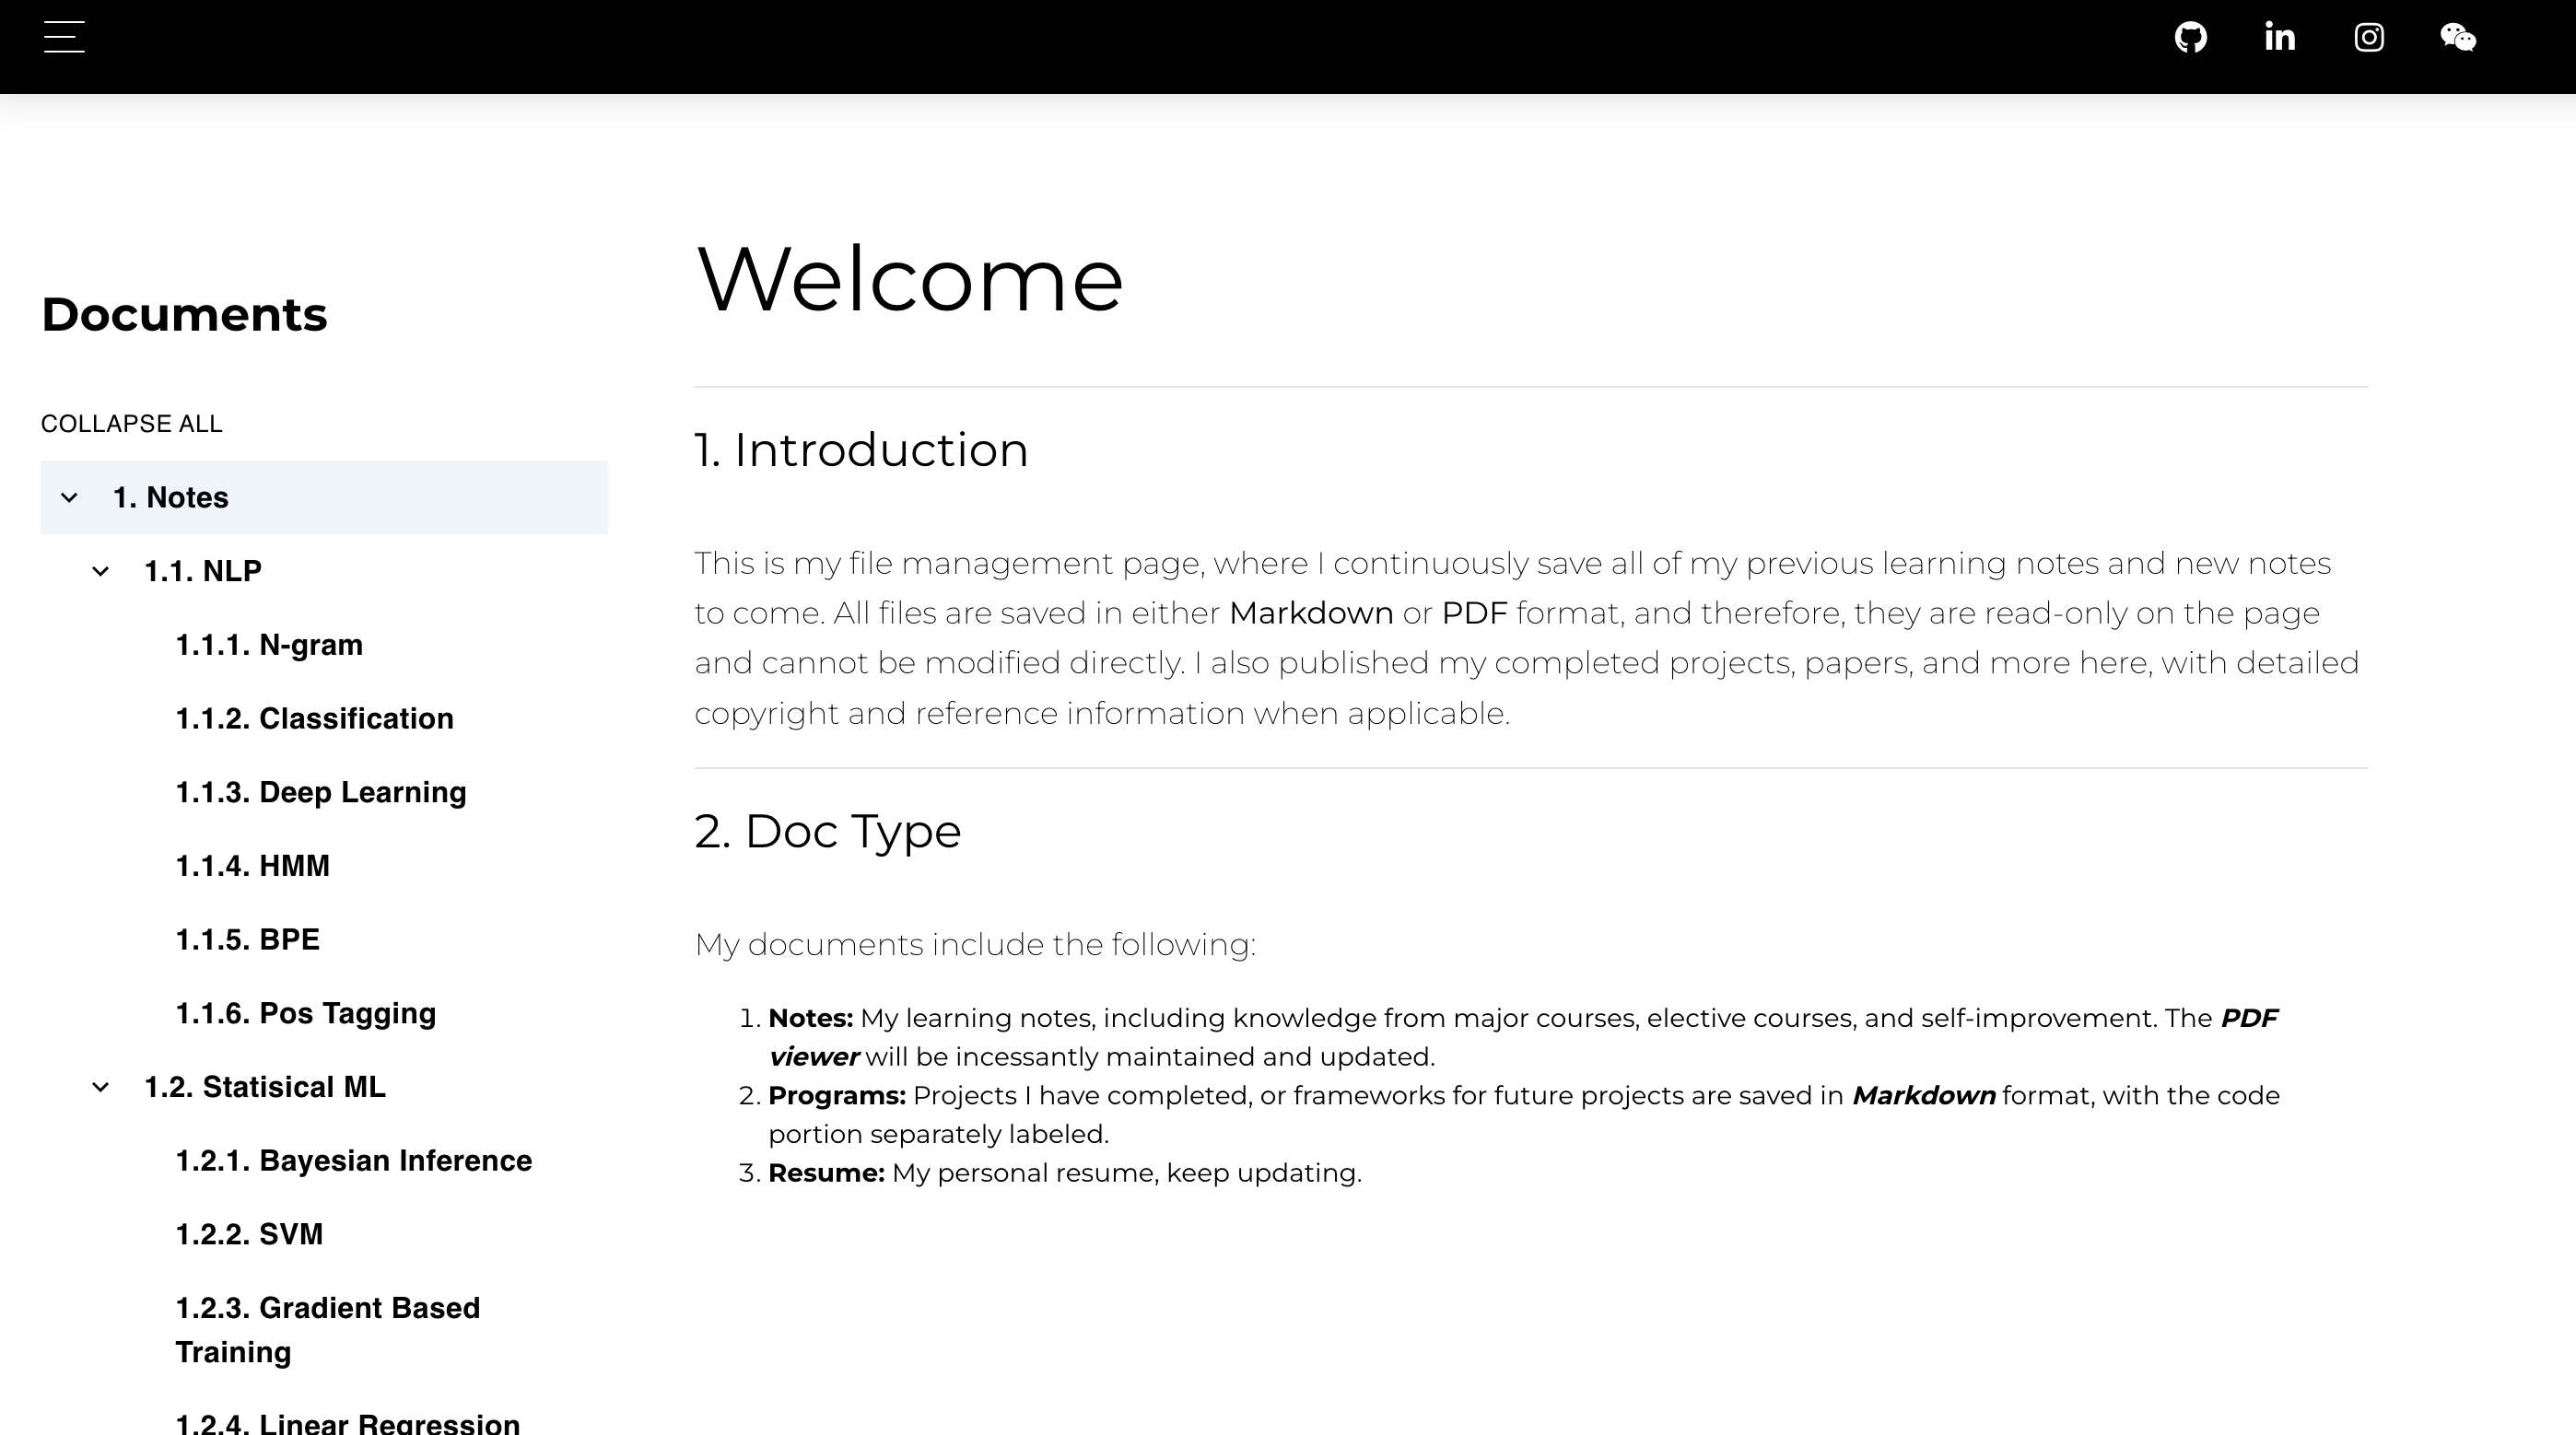 Documents
COLLAPSE ALL
1. Notes
1.1. NLP
1.1.1. N-gram
1.1.2. Classification
1.1.3. Deep Learning
1.1.4. HMM
1.1.5. BPE
1.1.6. Pos Tagging
1.2. Statisical ML
1.2.1. Bayesian Inference
1.2.2. SVM
1.2.3. Gradient Based
Training
1.2.4. Linear Regression
Welcome
1. Introduction
This is my file management page, where I continuously save all of my previous learning notes and new notes
to come. All files are saved in either Markdown or PDF format, and therefore, they are read-only on the page
and cannot be modified directly. I also published my completed projects, papers, and more here, with detailed
copyright and reference information when applicable.
2. Doc Type
My documents include the following:
1. Notes: My learning notes, including knowledge from major courses, elective courses, and self-improvement. The PDF
viewer will be incessantly maintained and updated.
2. Programs: Projects I have completed, or frameworks for future projects are saved in Markdown format, with the code
portion separately labeled.
3. Resume: My personal resume, keep updating.